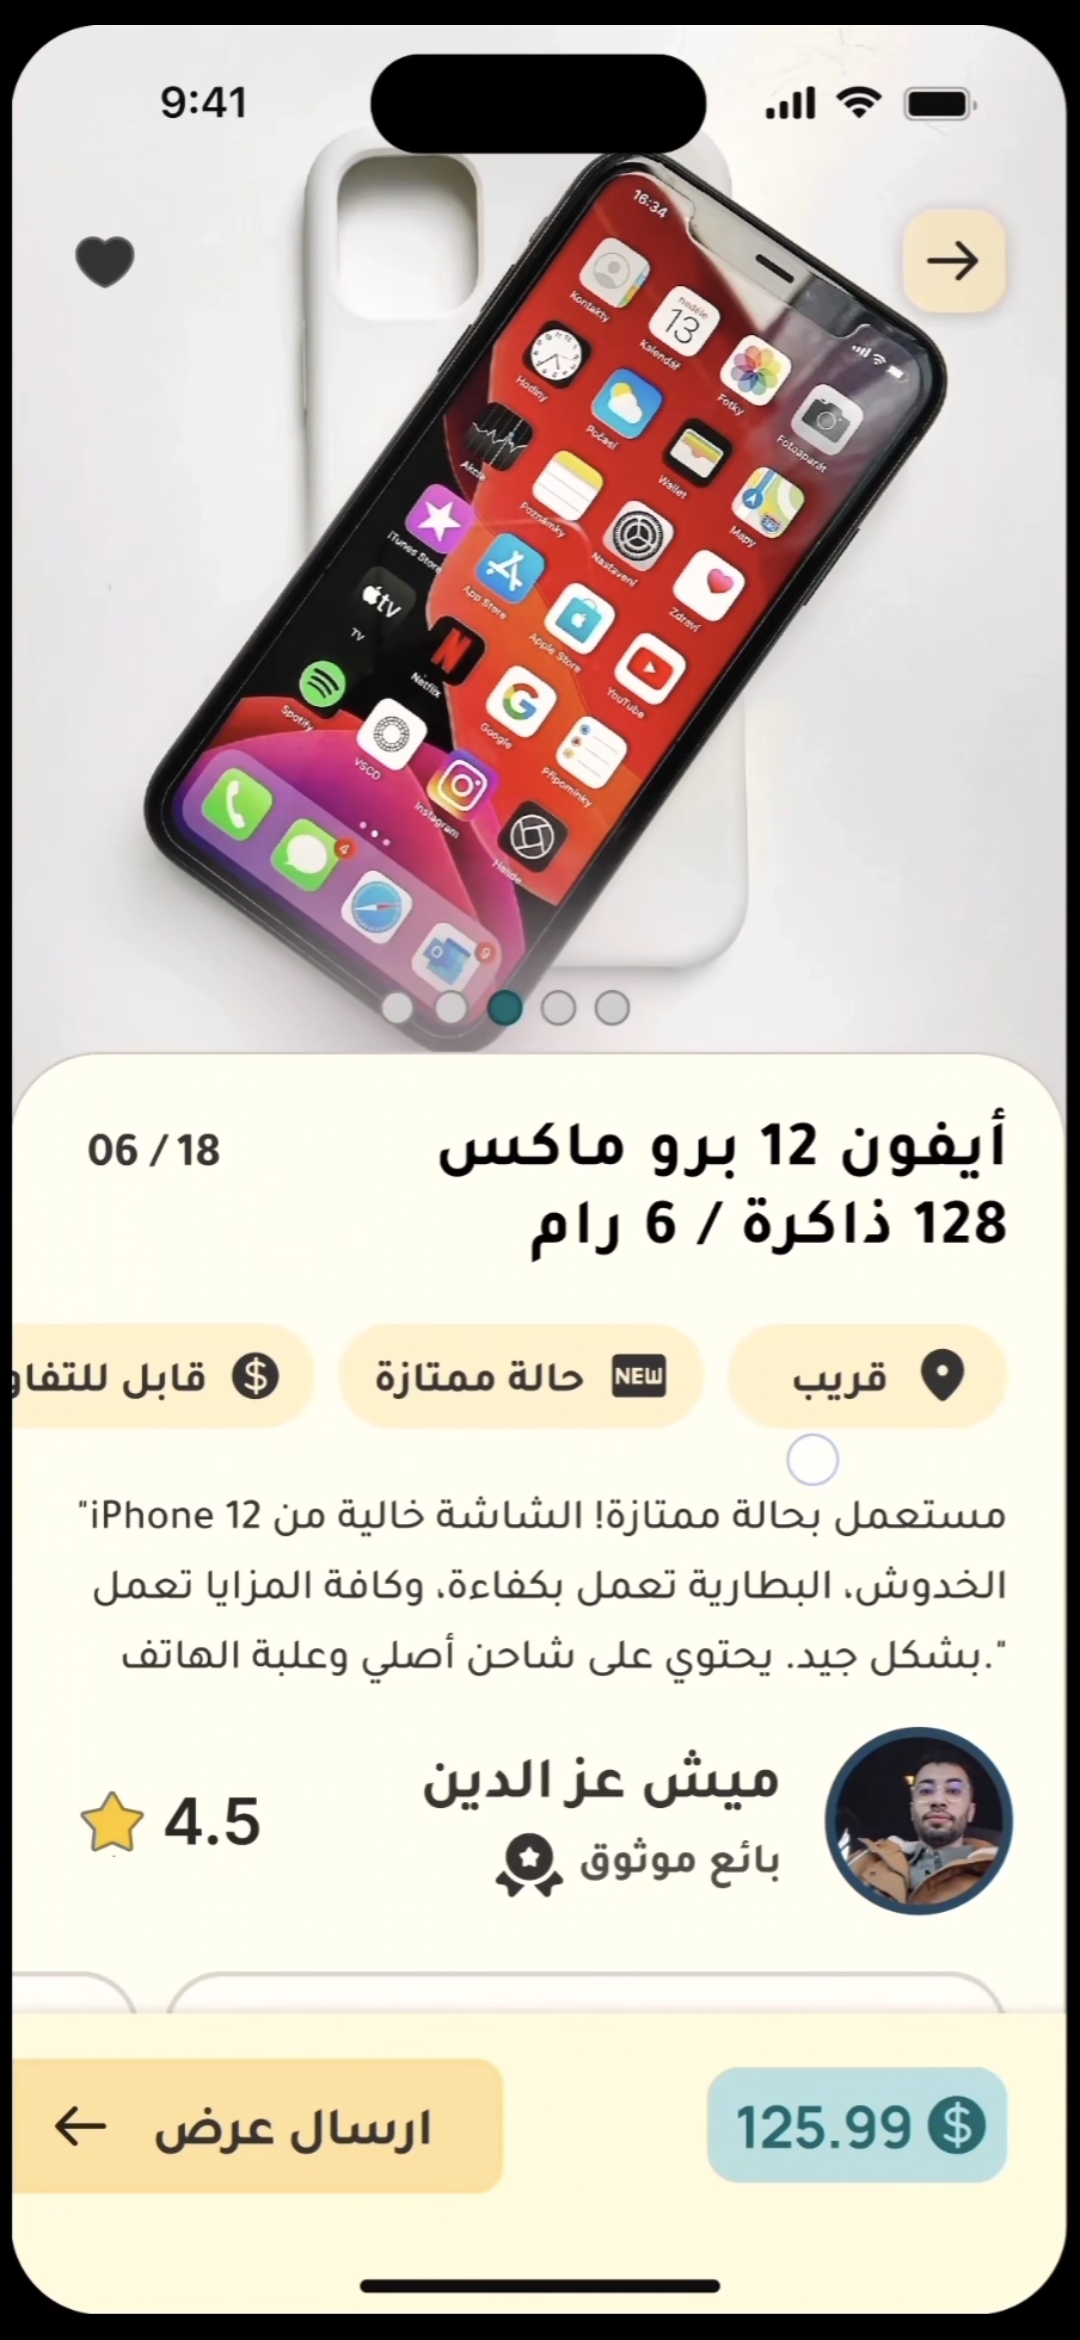 9:41
16:34
Kontakty
neděle
13
Kalendář
Fotky
Fotoaparát
Hodiny
Počasí
Wallet
Mapy
Akcie
Poznámky
Nastavení
Zdraví
iTunes Store
App Store
Apple Store
YouTube
tv
TV
Netflix
Google
Připomínky
Spotify
VSCO
Instagram
Halide
4
9
أيفون 12 برو ماكس
128 ذاكرة / 6 رام
06 / 18
قريب
NEW حالة ممتازة
$ قابل للتفاو
مستعمل بحالة ممتازة! الشاشة خالية من iPhone 12"
الخدوش، البطارية تعمل بكفاءة، وكافة المزايا تعمل
".بشكل جيد. يحتوي على شاحن أصلي وعلبة الهاتف
ميش عز الدين
بائع موثوق
4.5
125.99 $
ارسال عرض